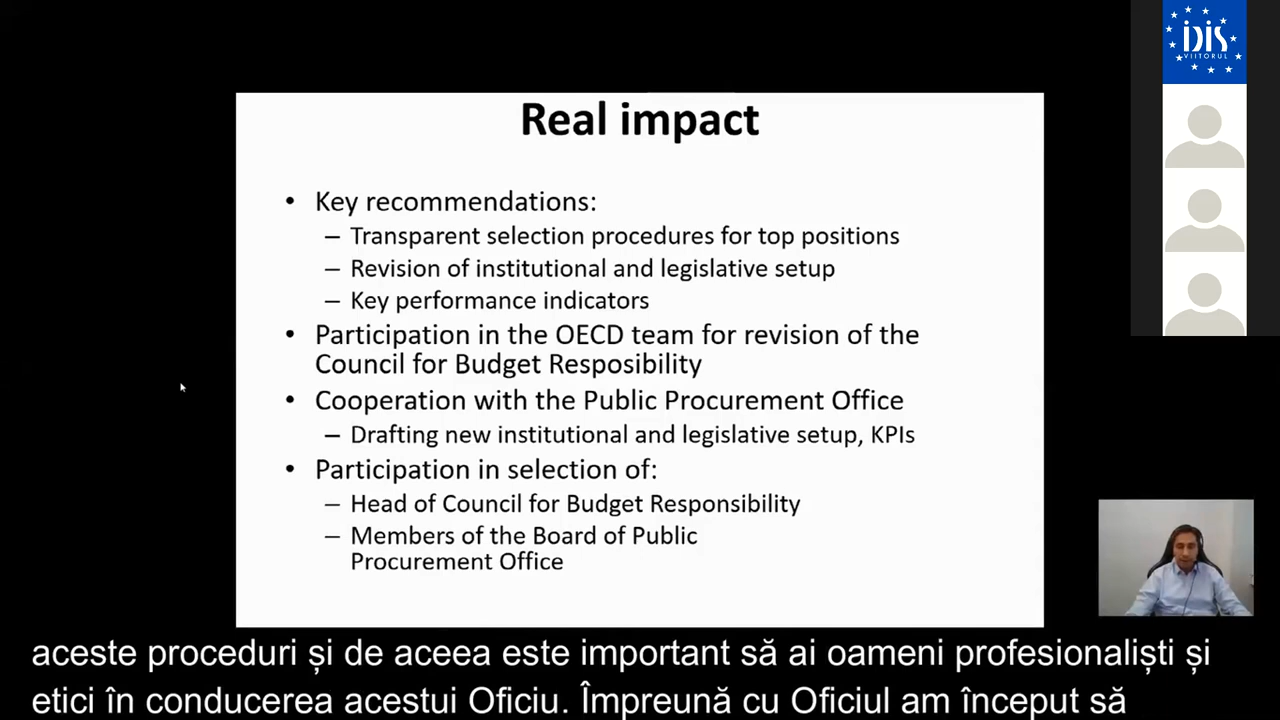 iDiS
VIITORUL
Real impact
• Key recommendations:
– Transparent selection procedures for top positions
– Revision of institutional and legislative setup
– Key performance indicators
• Participation in the OECD team for revision of the
Council for Budget Resposibility
• Cooperation with the Public Procurement Office
– Drafting new institutional and legislative setup, KPIs
• Participation in selection of:
– Head of Council for Budget Responsibility
– Members of the Board of Public
Procurement Office
aceste proceduri și de aceea este important să ai oameni profesionaliști și
etici în conducerea acestui Oficiu. Împreună cu Oficiul am început să